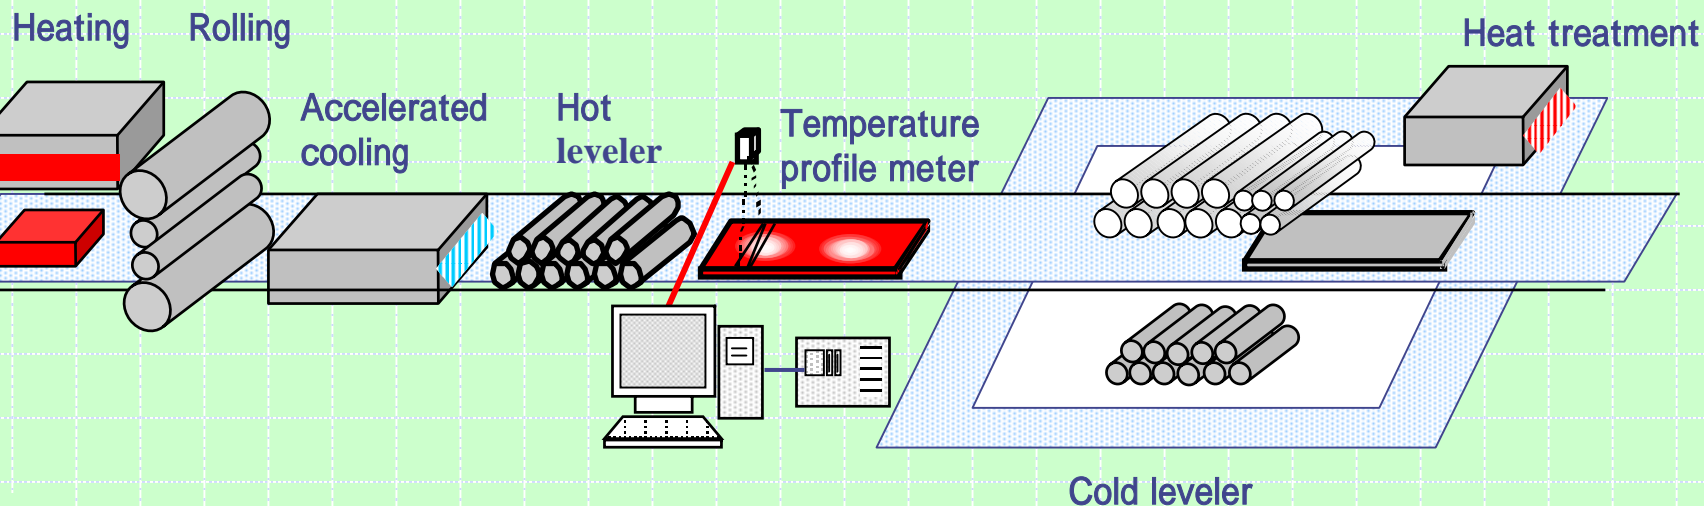 Heating
Rolling
Accelerated
cooling
Hot
leveler
Temperature
profile meter
Heat treatment
Cold leveler